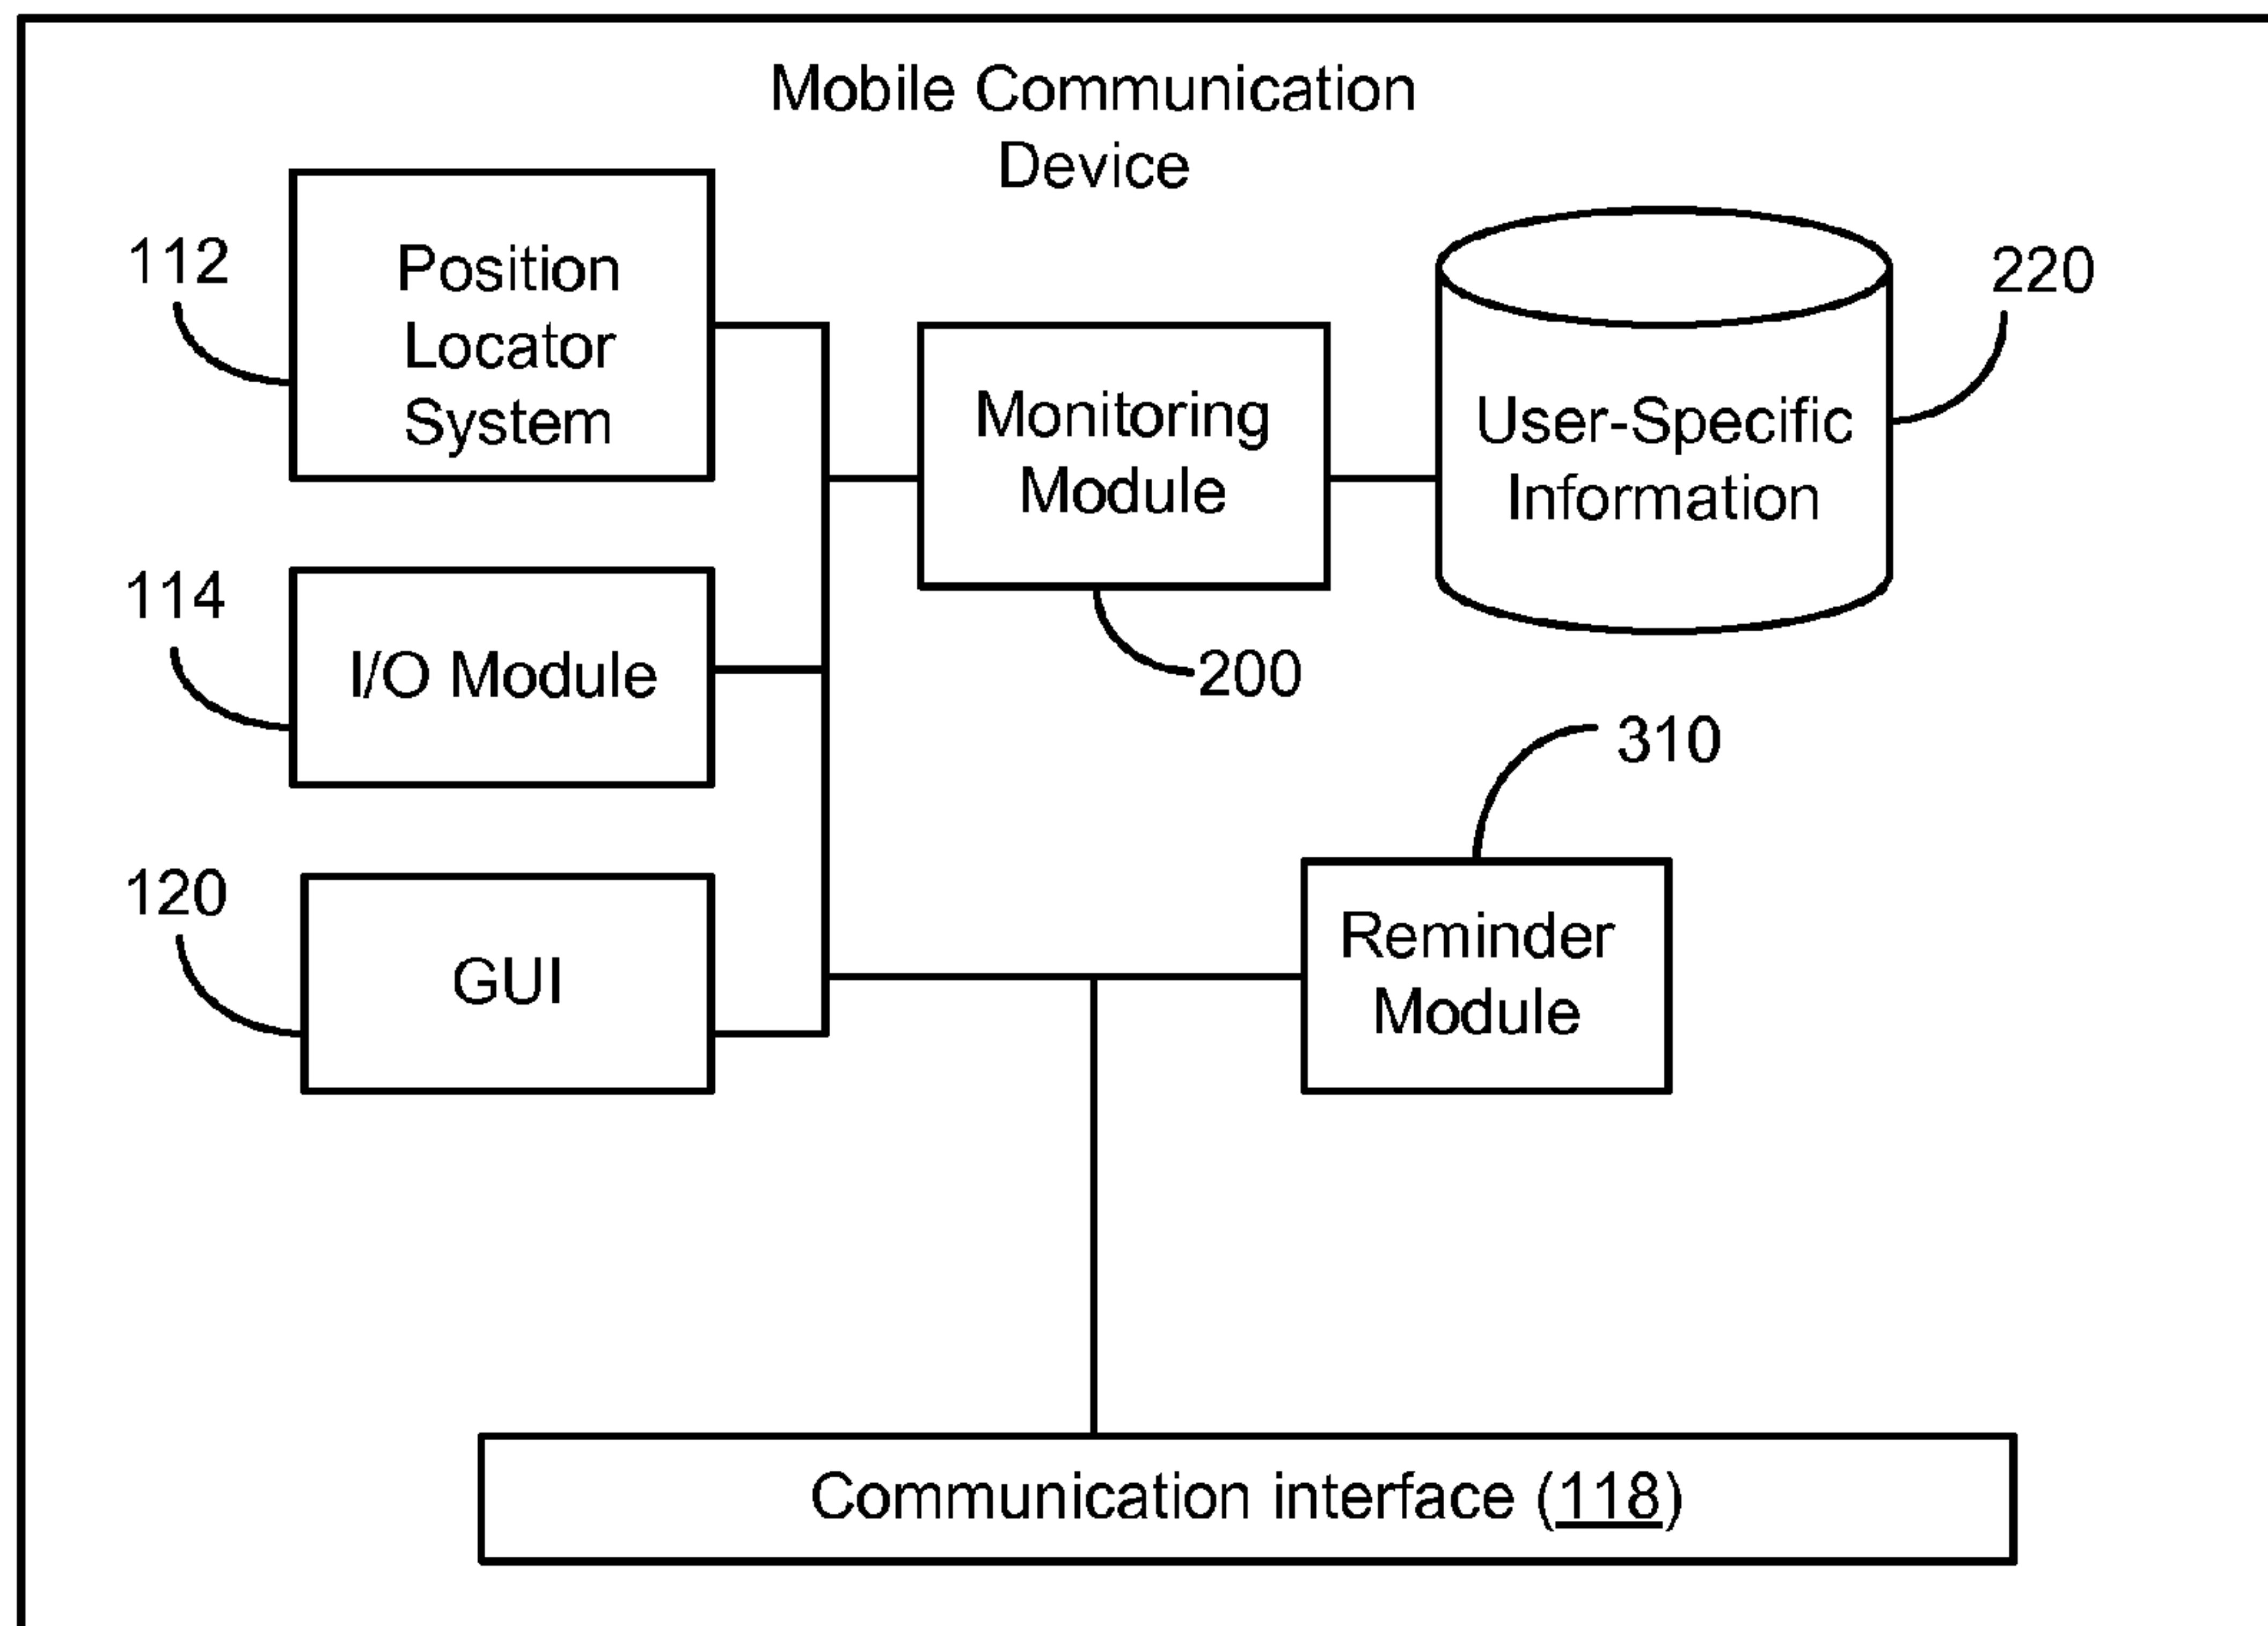 Mobile Communication
Device
112
Position
Locator
System
Monitoring
Module
200
User-Specific
Information
220
114
I/O Module
310
Reminder
Module
120
GUI
Communication interface (118)